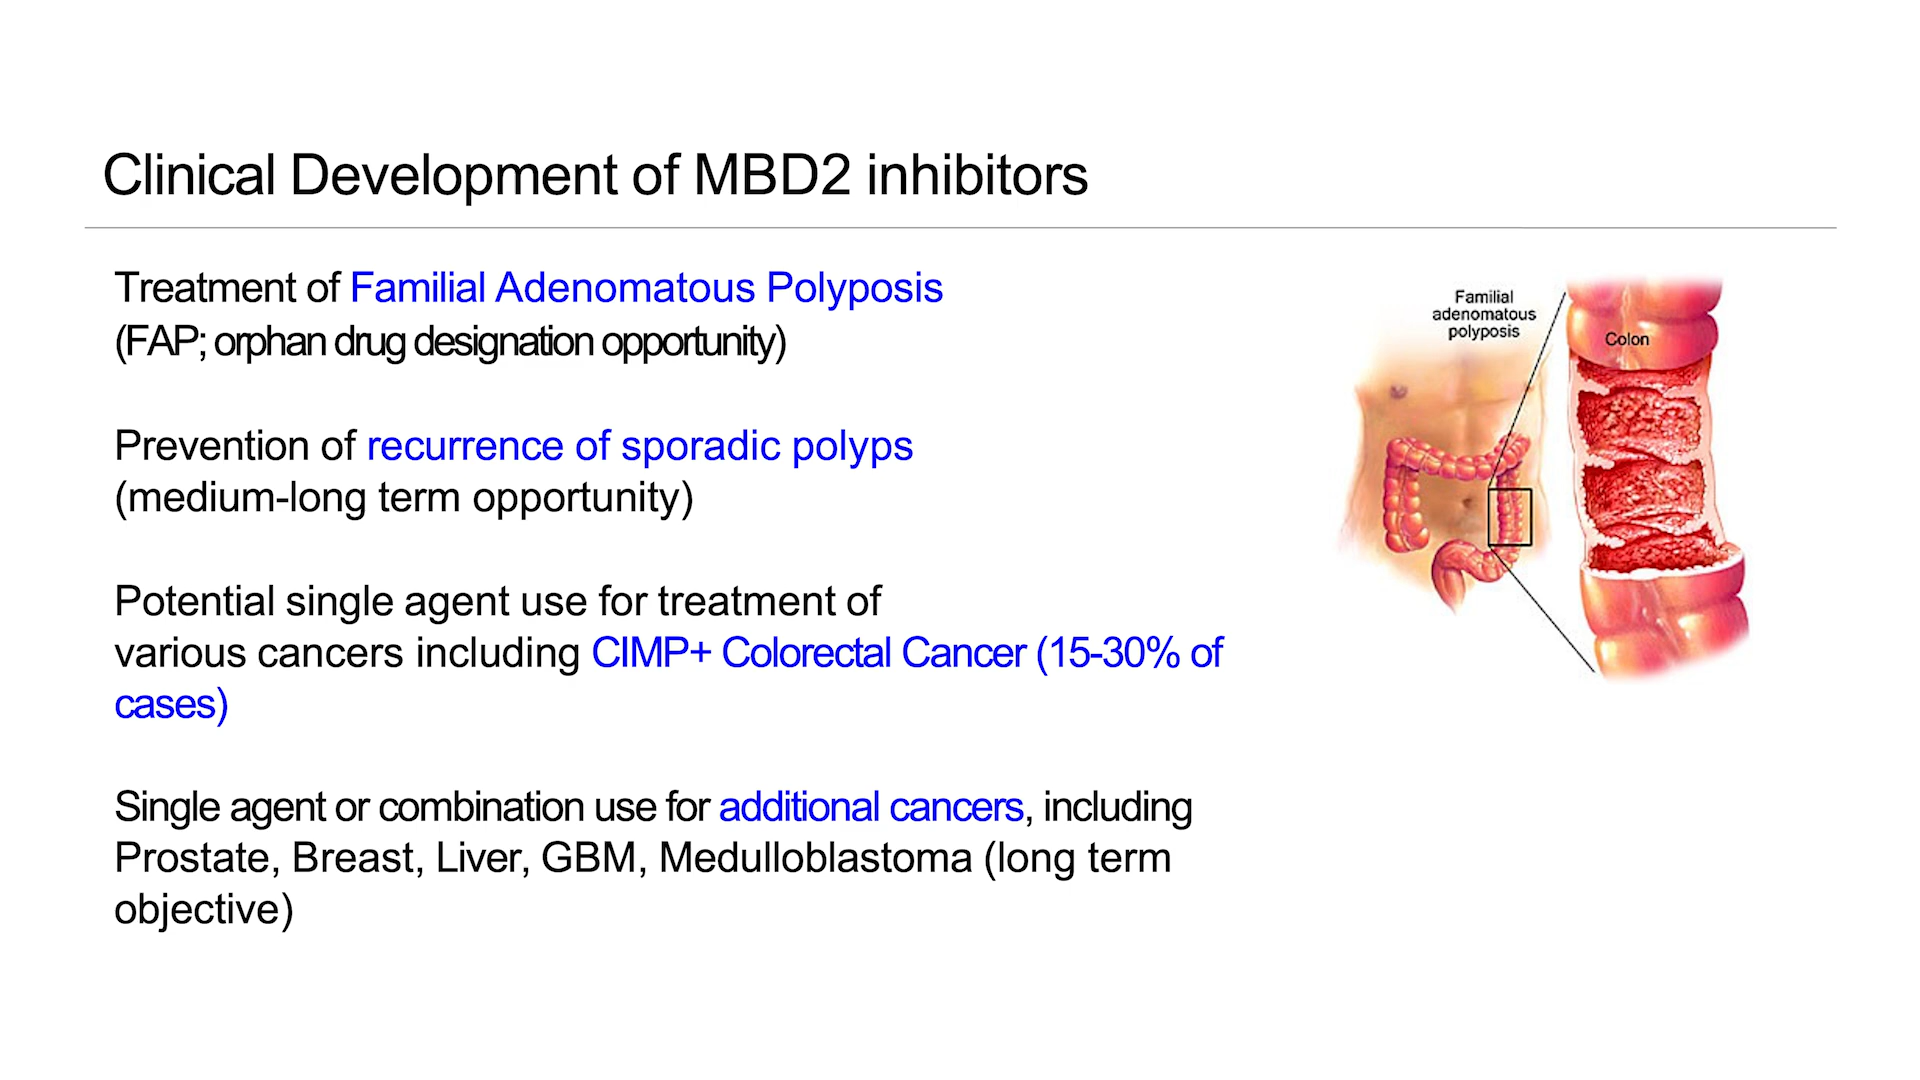 Clinical Development of MBD2 inhibitors
Treatment of Familial Adenomatous Polyposis
(FAP; orphan drug designation opportunity)
Prevention of recurrence of sporadic polyps
(medium-long term opportunity)
Potential single agent use for treatment of
various cancers including CIMP+ Colorectal Cancer (15-30% of
cases)
Single agent or combination use for additional cancers, including
Prostate, Breast, Liver, GBM, Medulloblastoma (long term
objective)
Familial
adenomatous
polyposis
Colon